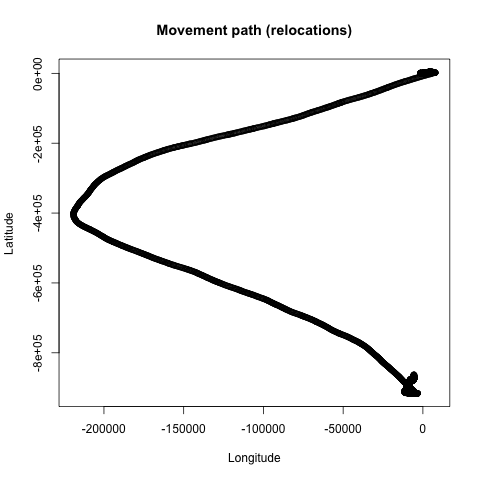 Movement path (relocations)
0e+00
-2e+05
-4e+05
-6e+05
-8e+05
Latitude
-200000
-150000
-100000
-50000
0
Longitude